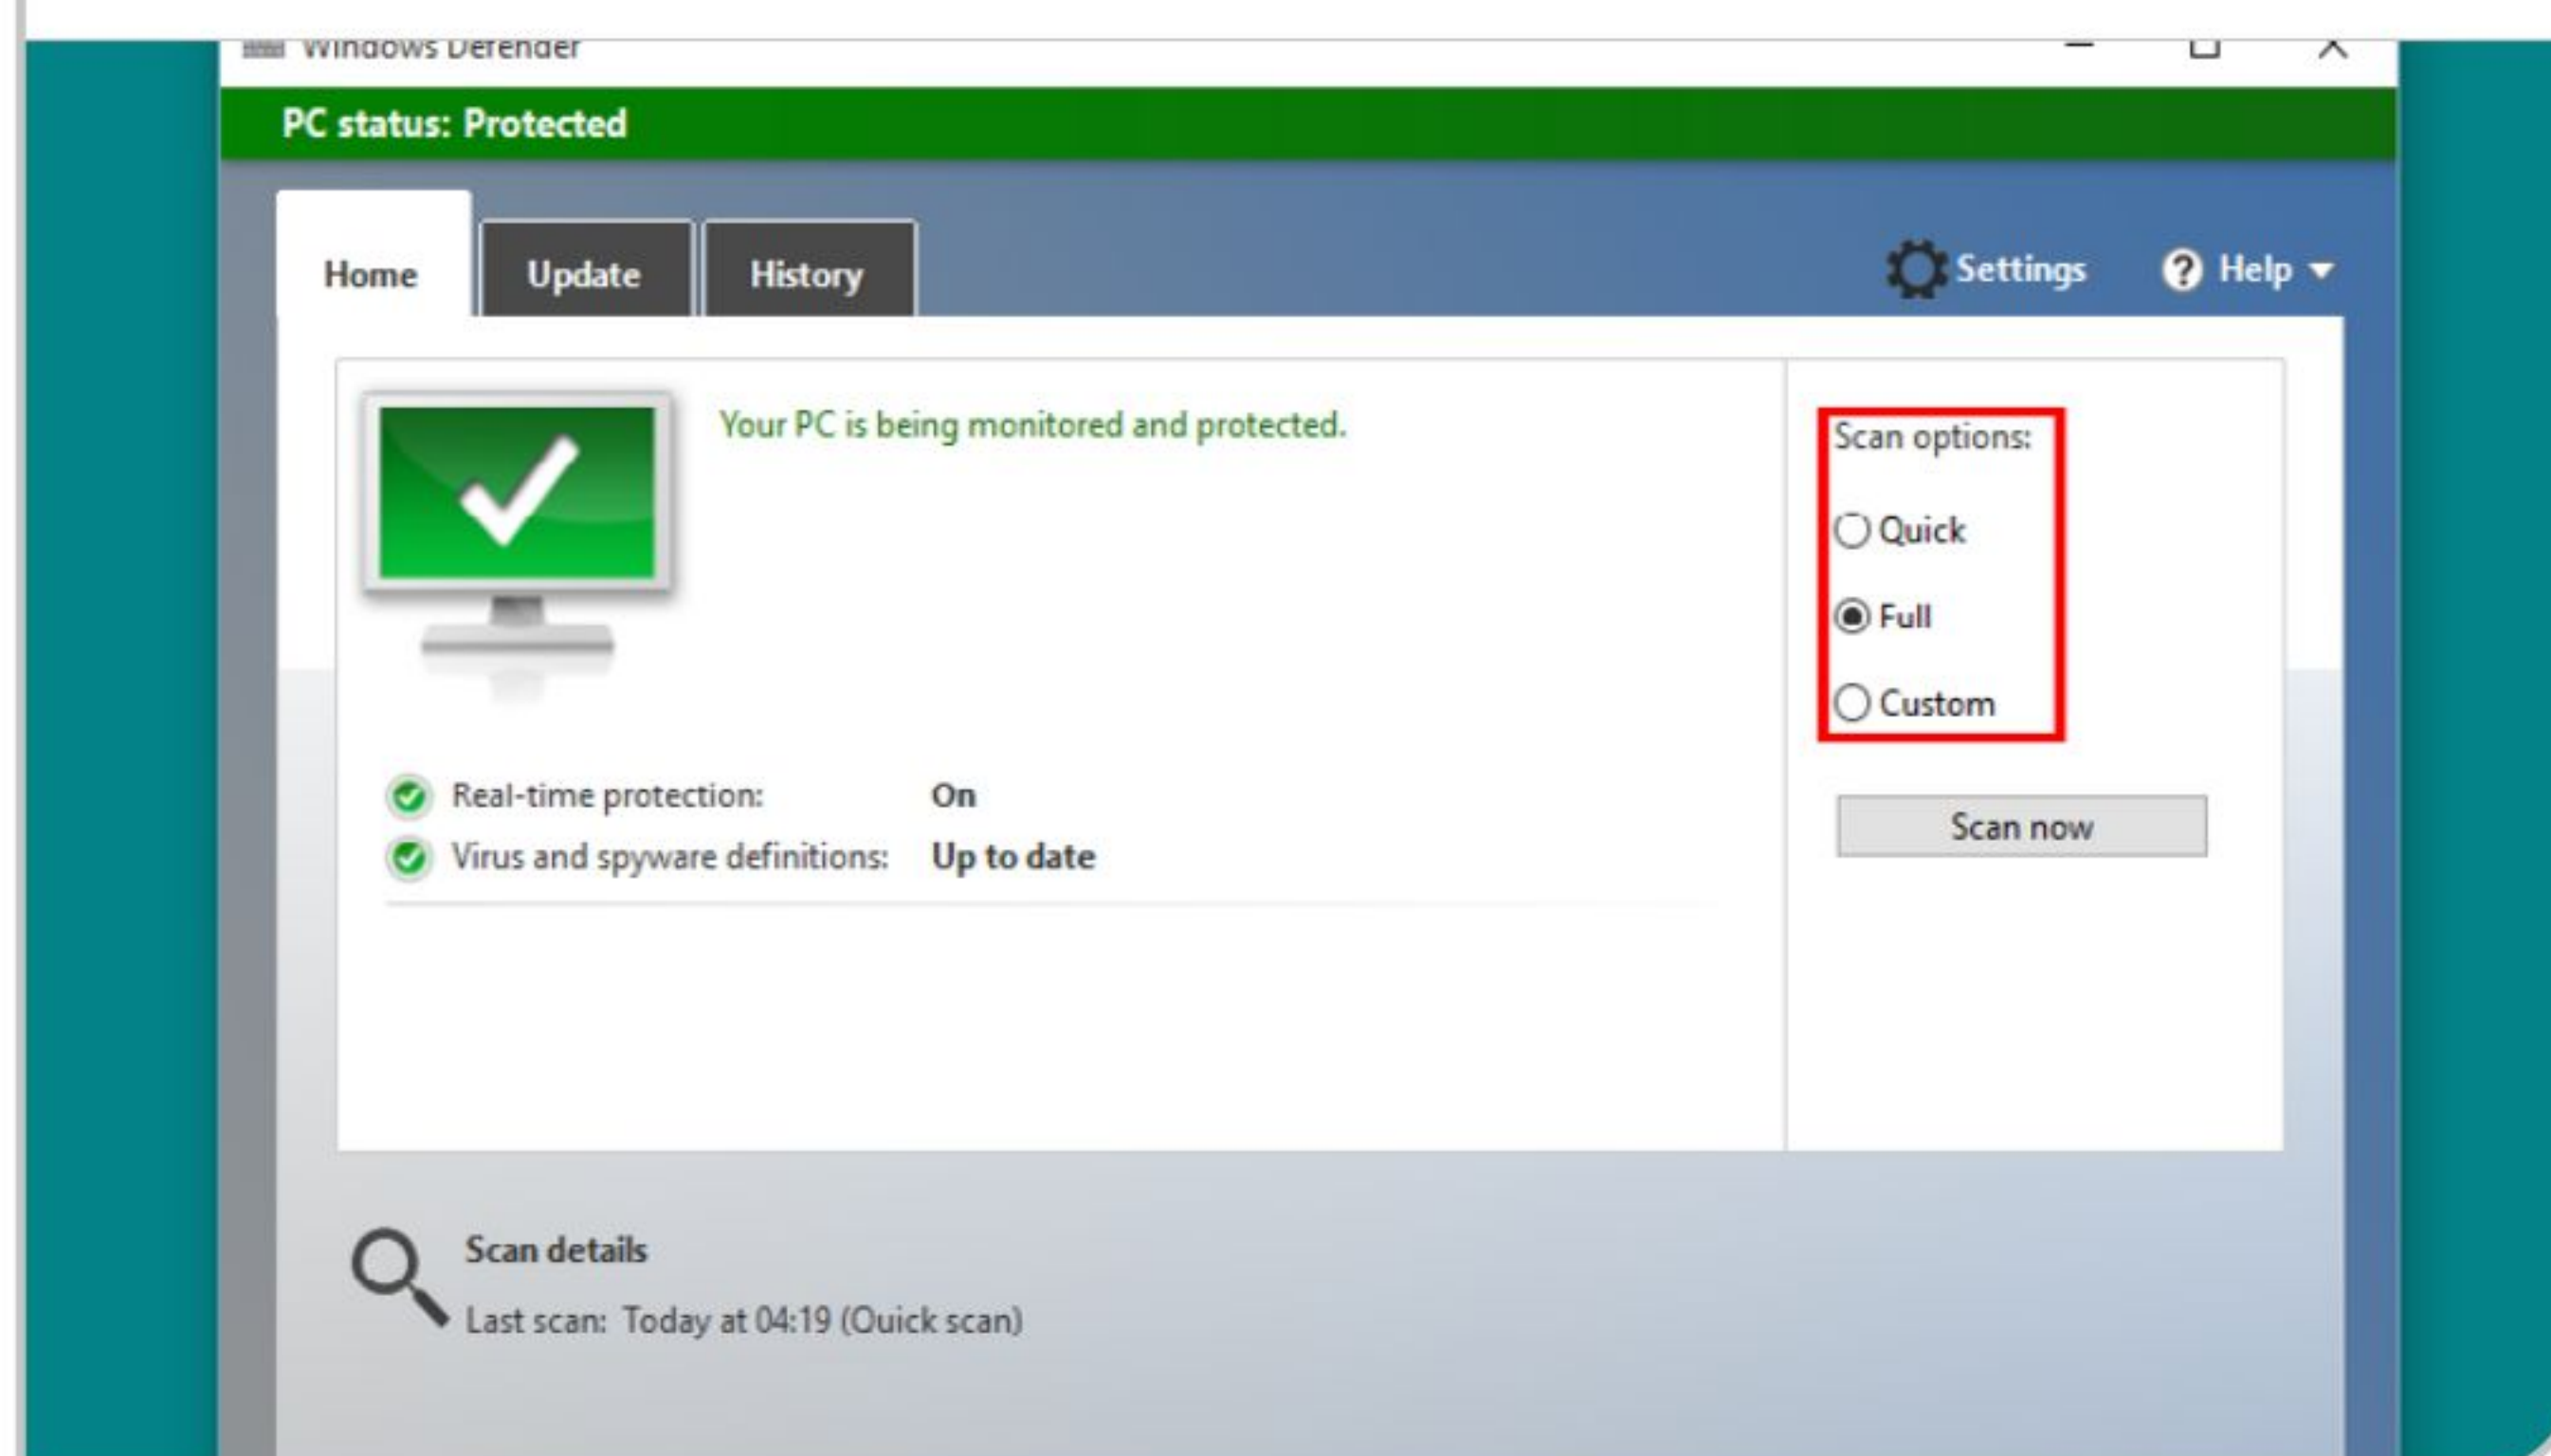 Windows Defender
PC status: Protected
Home
Update
History
Settings
? Help
Your PC is being monitored and protected.
Scan options:
Quick
Full
Custom
Real-time protection: On
Virus and spyware definitions: Up to date
Scan now
Scan details
Last scan: Today at 04:19 (Quick scan)